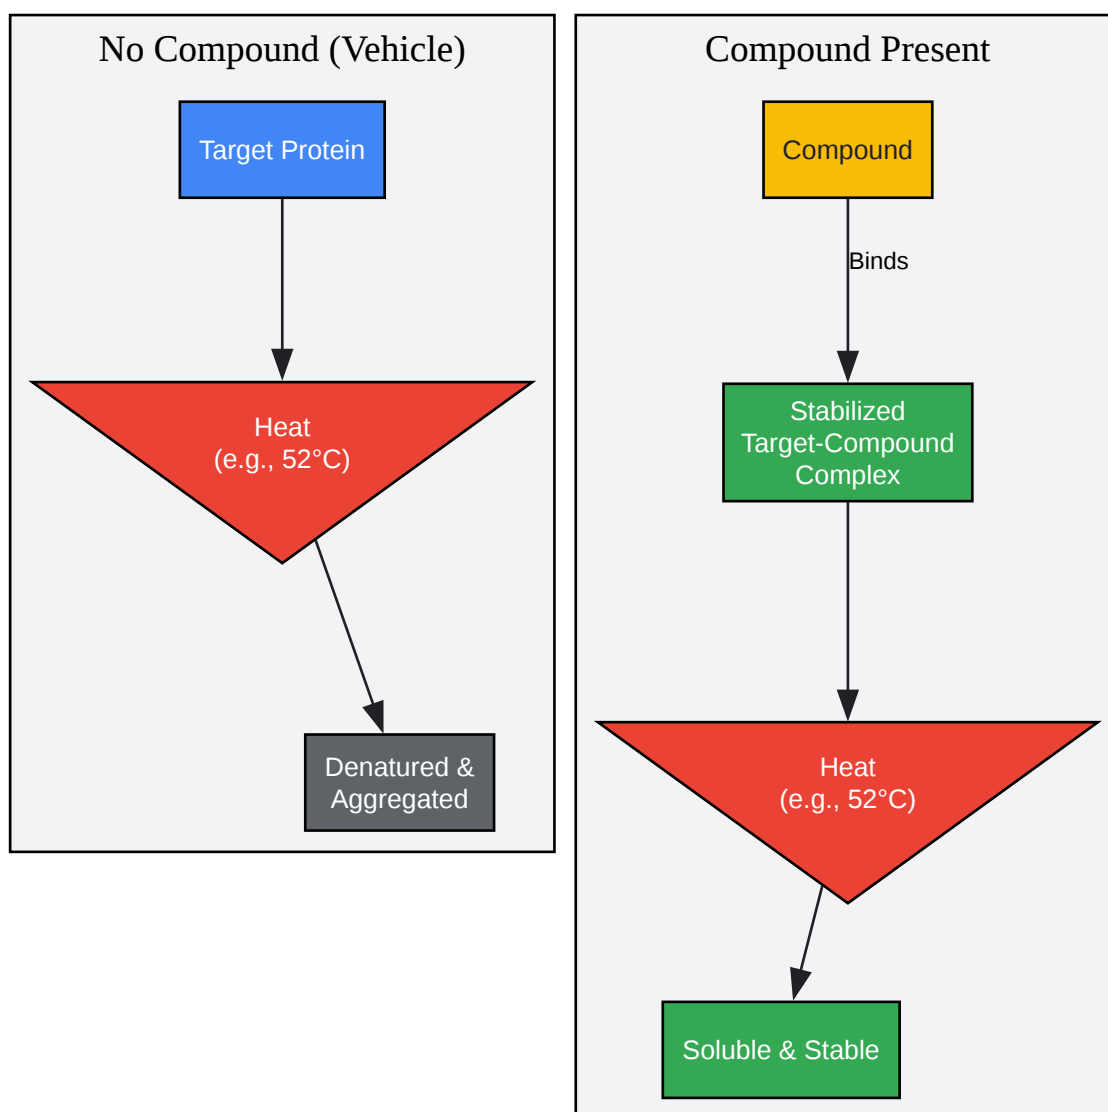 No Compound (Vehicle)
Target Protein
Heat
(e.g., 52°C)
Denatured &
Aggregated
Compound Present
Compound
Binds
Stabilized
Target-Compound
Complex
Heat
(e.g., 52°C)
Soluble & Stable